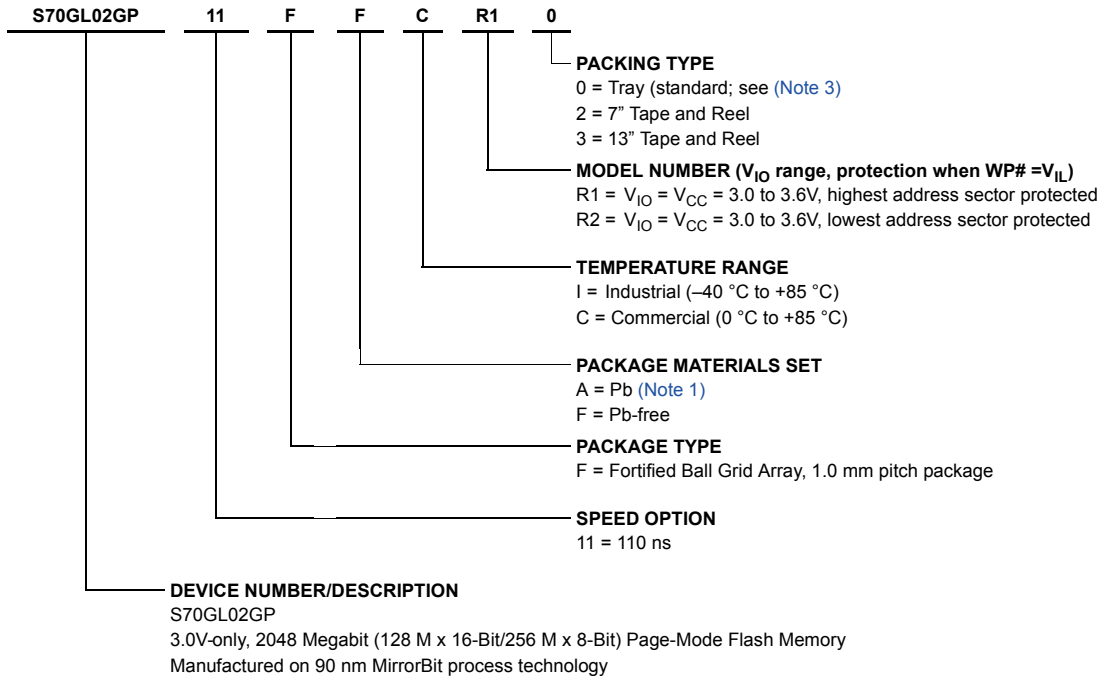 S70GL02GP 11 F F C R1 0
PACKING TYPE
0 = Tray (standard; see (Note 3)
2 = 7” Tape and Reel
3 = 13” Tape and Reel
MODEL NUMBER (VIO range, protection when WP# =VIL)
R1 = VIO = VCC = 3.0 to 3.6V, highest address sector protected
R2 = VIO = VCC = 3.0 to 3.6V, lowest address sector protected
TEMPERATURE RANGE
I = Industrial (–40 °C to +85 °C)
C = Commercial (0 °C to +85 °C)
PACKAGE MATERIALS SET
A = Pb (Note 1)
F = Pb-free
PACKAGE TYPE
F = Fortified Ball Grid Array, 1.0 mm pitch package
SPEED OPTION
11 = 110 ns
DEVICE NUMBER/DESCRIPTION
S70GL02GP
3.0V-only, 2048 Megabit (128 M x 16-Bit/256 M x 8-Bit) Page-Mode Flash Memory
Manufactured on 90 nm MirrorBit process technology